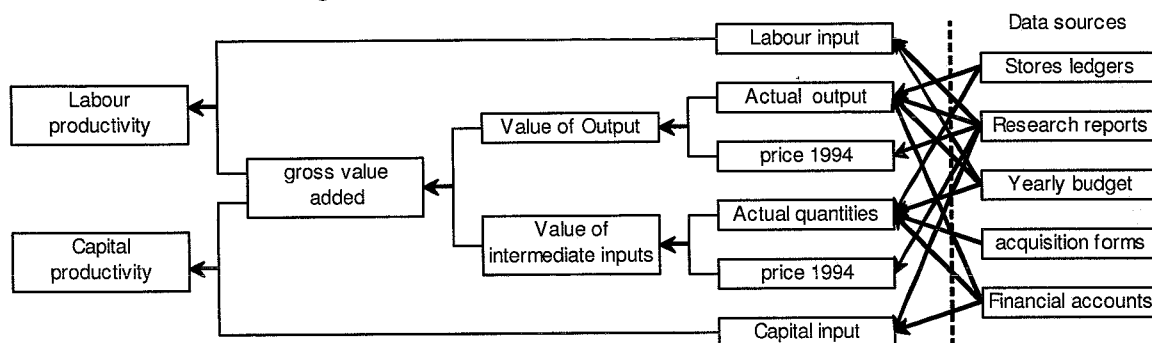 Data sources
Labour input
Stores ledgers
Labour
productivity
Actual output
Value of Output
Research reports
price 1994
gross value
added
Yearly budget
Actual quantities
Value of
intermediate inputs
acquisition forms
Capital
productivity
price 1994
Financial accounts
Capital input